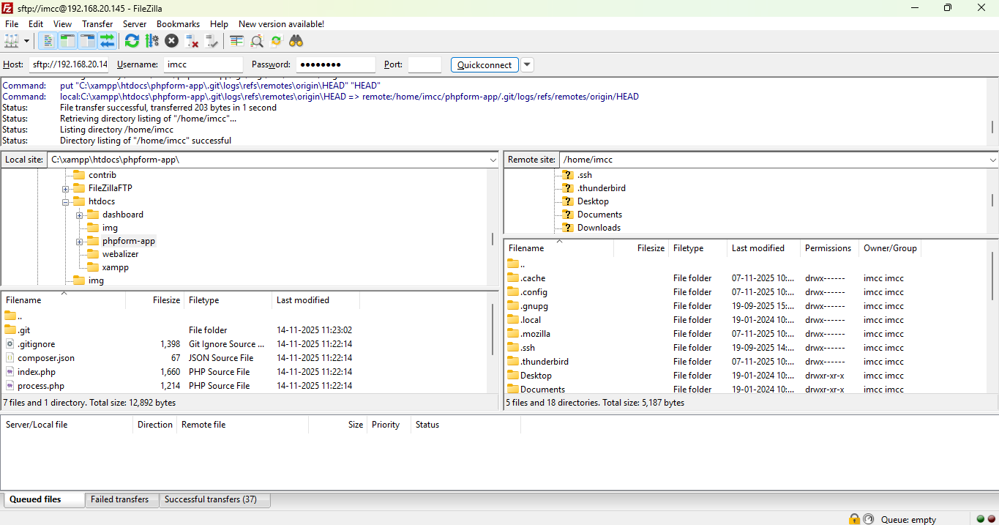 sftp://imcc@192.168.20.145 - FileZilla
File Edit View Transfer Server Bookmarks Help New version available!
Host: sftp://192.168.20.14 Username: imcc Password: ●●●●●●●● Port: Quickconnect
Command: put "C:\xampp\htdocs\phpform-app\.git\logs\refs\remotes\origin\HEAD" "HEAD"
Command: local:C:\xampp\htdocs\phpform-app\.git\logs\refs\remotes\origin\HEAD => remote:/home/imcc/phpform-app/.git/logs/refs/remotes/origin/HEAD
Status: File transfer successful, transferred 203 bytes in 1 second
Status: Retrieving directory listing of "/home/imcc"...
Status: Listing directory /home/imcc
Status: Directory listing of "/home/imcc" successful
Local site: C:\xampp\htdocs\phpform-app\
contrib
FileZillaFTP
htdocs
dashboard
img
phpform-app
webalizer
xampp
img
Filename Filesize Filetype Last modified
..
.git File folder 14-11-2025 11:23:02
.gitignore 1,398 Git Ignore Source ... 14-11-2025 11:22:14
composer.json 67 JSON Source File 14-11-2025 11:22:14
index.php 1,660 PHP Source File 14-11-2025 11:22:14
process.php 1,214 PHP Source File 14-11-2025 11:22:14
7 files and 1 directory. Total size: 12,892 bytes
Remote site: /home/imcc
? .ssh
? .thunderbird
? Desktop
? Documents
? Downloads
Filename Filesize Filetype Last modified Permissions Owner/Group
..
.cache File folder 07-11-2025 10:... drwx------ imcc imcc
.config File folder 07-11-2025 10:... drwx------ imcc imcc
.gnupg File folder 19-09-2025 15:... drwx------ imcc imcc
.local File folder 19-01-2024 10:... drwx------ imcc imcc
.mozilla File folder 07-11-2025 10:... drwx------ imcc imcc
.ssh File folder 19-09-2025 14:... drwx------ imcc imcc
.thunderbird File folder 07-11-2025 10:... drwx------ imcc imcc
Desktop File folder 19-01-2024 10:... drwxr-xr-x imcc imcc
Documents File folder 19-01-2024 10:... drwxr-xr-x imcc imcc
5 files and 18 directories. Total size: 5,187 bytes
Server/Local file Direction Remote file Size Priority Status
Queued files Failed transfers Successful transfers (37)
Queue: empty